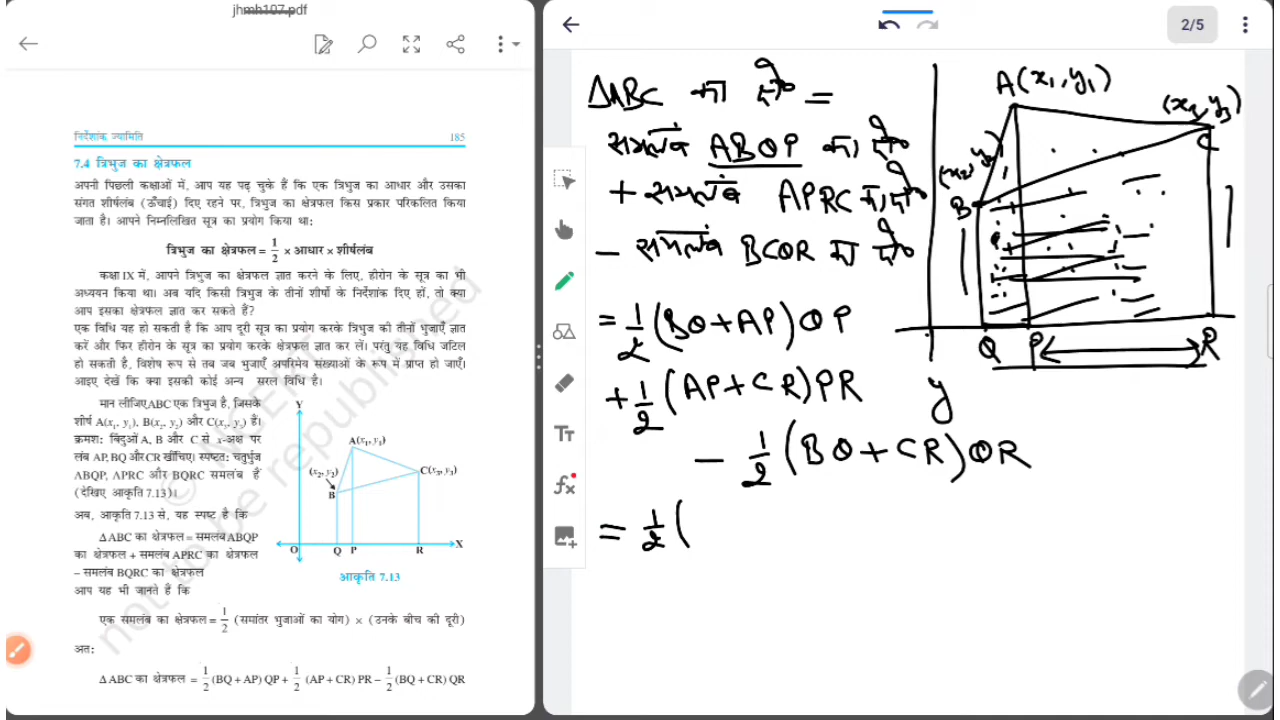 jhmh107.pdf
2/5
निर्देशांक ज्यामिति 185
7.4 त्रिभुज का क्षेत्रफल
अपनी पिछली कक्षाओं में, आप यह पढ़ चुके हैं कि एक त्रिभुज का आधार और उसका
संगत शीर्षलंब (ऊँचाई) दिए रहने पर, त्रिभुज का क्षेत्रफल किस प्रकार परिकलित किया
जाता है। आपने निम्नलिखित सूत्र का प्रयोग किया था:
त्रिभुज का क्षेत्रफल = 1/2 × आधार × शीर्षलंब
कक्षा IX में, आपने त्रिभुज का क्षेत्रफल ज्ञात करने के लिए, हीरोन के सूत्र का भी
अध्ययन किया था। अब यदि किसी त्रिभुज के तीनों शीर्षों के निर्देशांक दिए हों, तो क्या
आप इसका क्षेत्रफल ज्ञात कर सकते हैं?
एक विधि यह हो सकती है कि आप दूरी सूत्र का प्रयोग करके त्रिभुज की तीनों भुजाएँ ज्ञात
करें और फिर हीरोन के सूत्र का प्रयोग करके क्षेत्रफल ज्ञात कर लें। परंतु यह विधि जटिल
हो सकती है, विशेष रूप से तब जब भुजाएँ अपरिमेय संख्याओं के रूप में प्राप्त हो जाएँ।
आइए देखें कि क्या इसकी कोई अन्य सरल विधि है।
मान लीजिए ABC एक त्रिभुज है, जिसके
शीर्ष A(x₁, y₁), B(x₂, y₂) और C(x₃, y₃) हैं।
क्रमश: बिंदुओं A, B और C से x-अक्ष पर
लंब AP, BQ और CR खींचिए। स्पष्टत: चतुर्भुज
ABQP, APRC और BQRC समलंब हैं
(देखिए आकृति 7.13)।
अब, आकृति 7.13 से, यह स्पष्ट है कि
Δ ABC का क्षेत्रफल = समलंब ABQP
का क्षेत्रफल + समलंब APRC का क्षेत्रफल
– समलंब BQRC का क्षेत्रफल
आप यह भी जानते हैं कि
Y
A(x₁, y₁)
(x₂, y₂)
C(x₃, y₃)
B
O Q P R X
आकृति 7.13
एक समलंब का क्षेत्रफल = 1/2 (समांतर भुजाओं का योग) × (उनके बीच की दूरी)
अत:
Δ ABC का क्षेत्रफल = 1/2 (BQ + AP) QP + 1/2 (AP + CR) PR – 1/2 (BQ + CR) QR
not to be republished
ΔABC का क्षे॰ =
समलंब ABQP का क्षे॰
+ समलंब APRC का क्षे॰
– समलंब BCQR का क्षे॰
= 1/2 (BQ + AP) QP
+ 1/2 (AP + CR) PR y
– 1/2 (BQ + CR) QR
= 1/2 (
A(x₁, y₁)
C
B
Q P R
Tт
fx